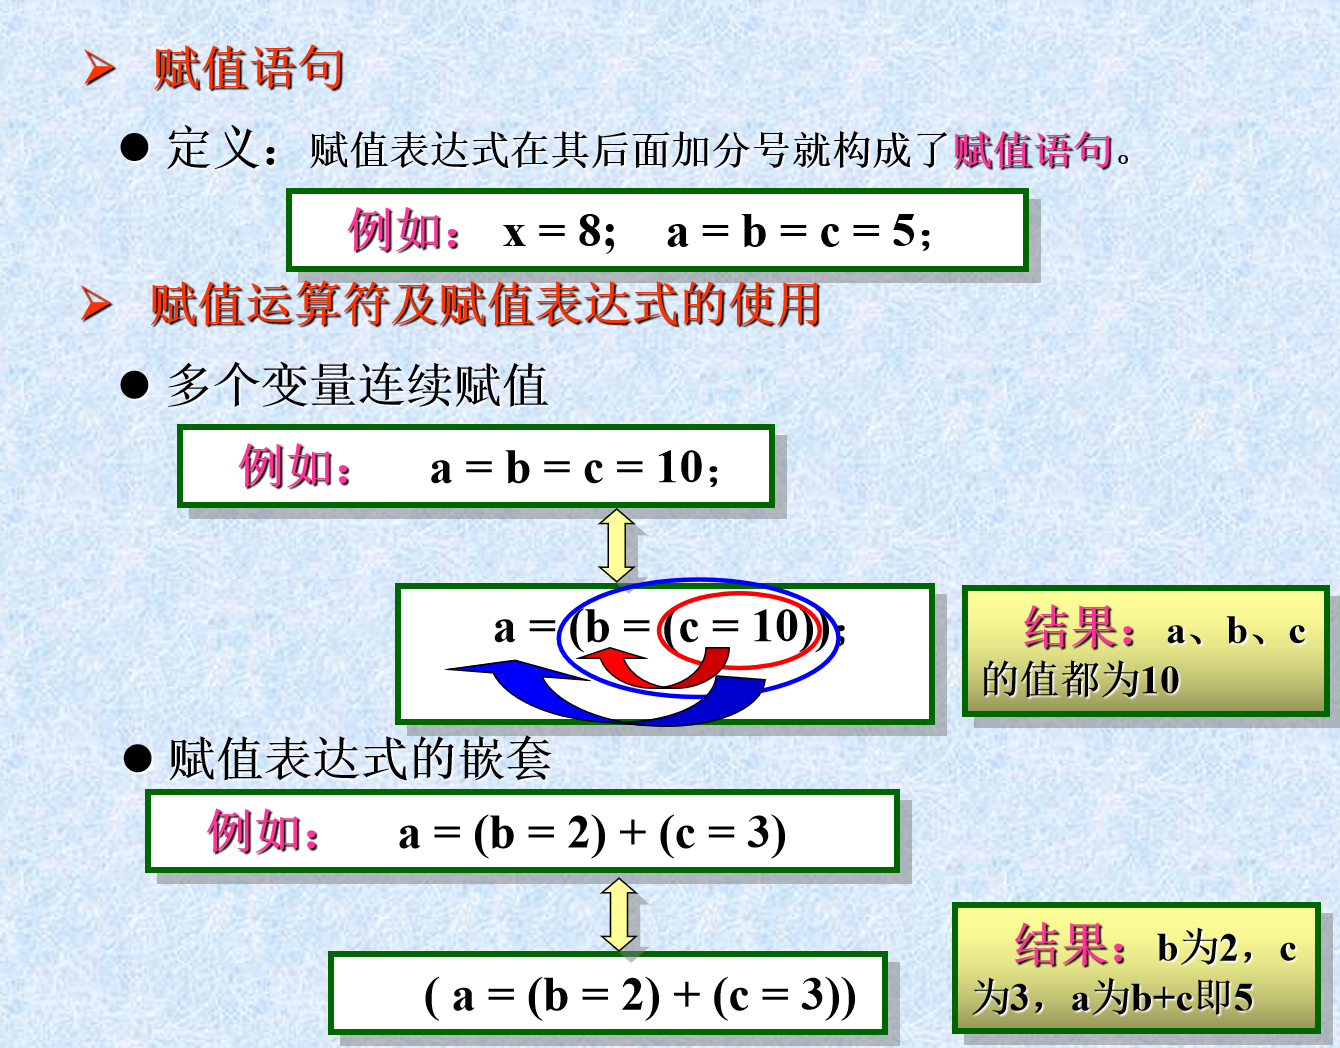 赋值语句
定义：赋值表达式在其后面加分号就构成了赋值语句。
例如： x = 8; a = b = c = 5；
赋值运算符及赋值表达式的使用
多个变量连续赋值
例如： a = b = c = 10；
a = (b = (c = 10))；
结果：a、b、c
的值都为10
赋值表达式的嵌套
例如： a = (b = 2) + (c = 3)
( a = (b = 2) + (c = 3))
结果：b为2，c
为3，a为b+c即5